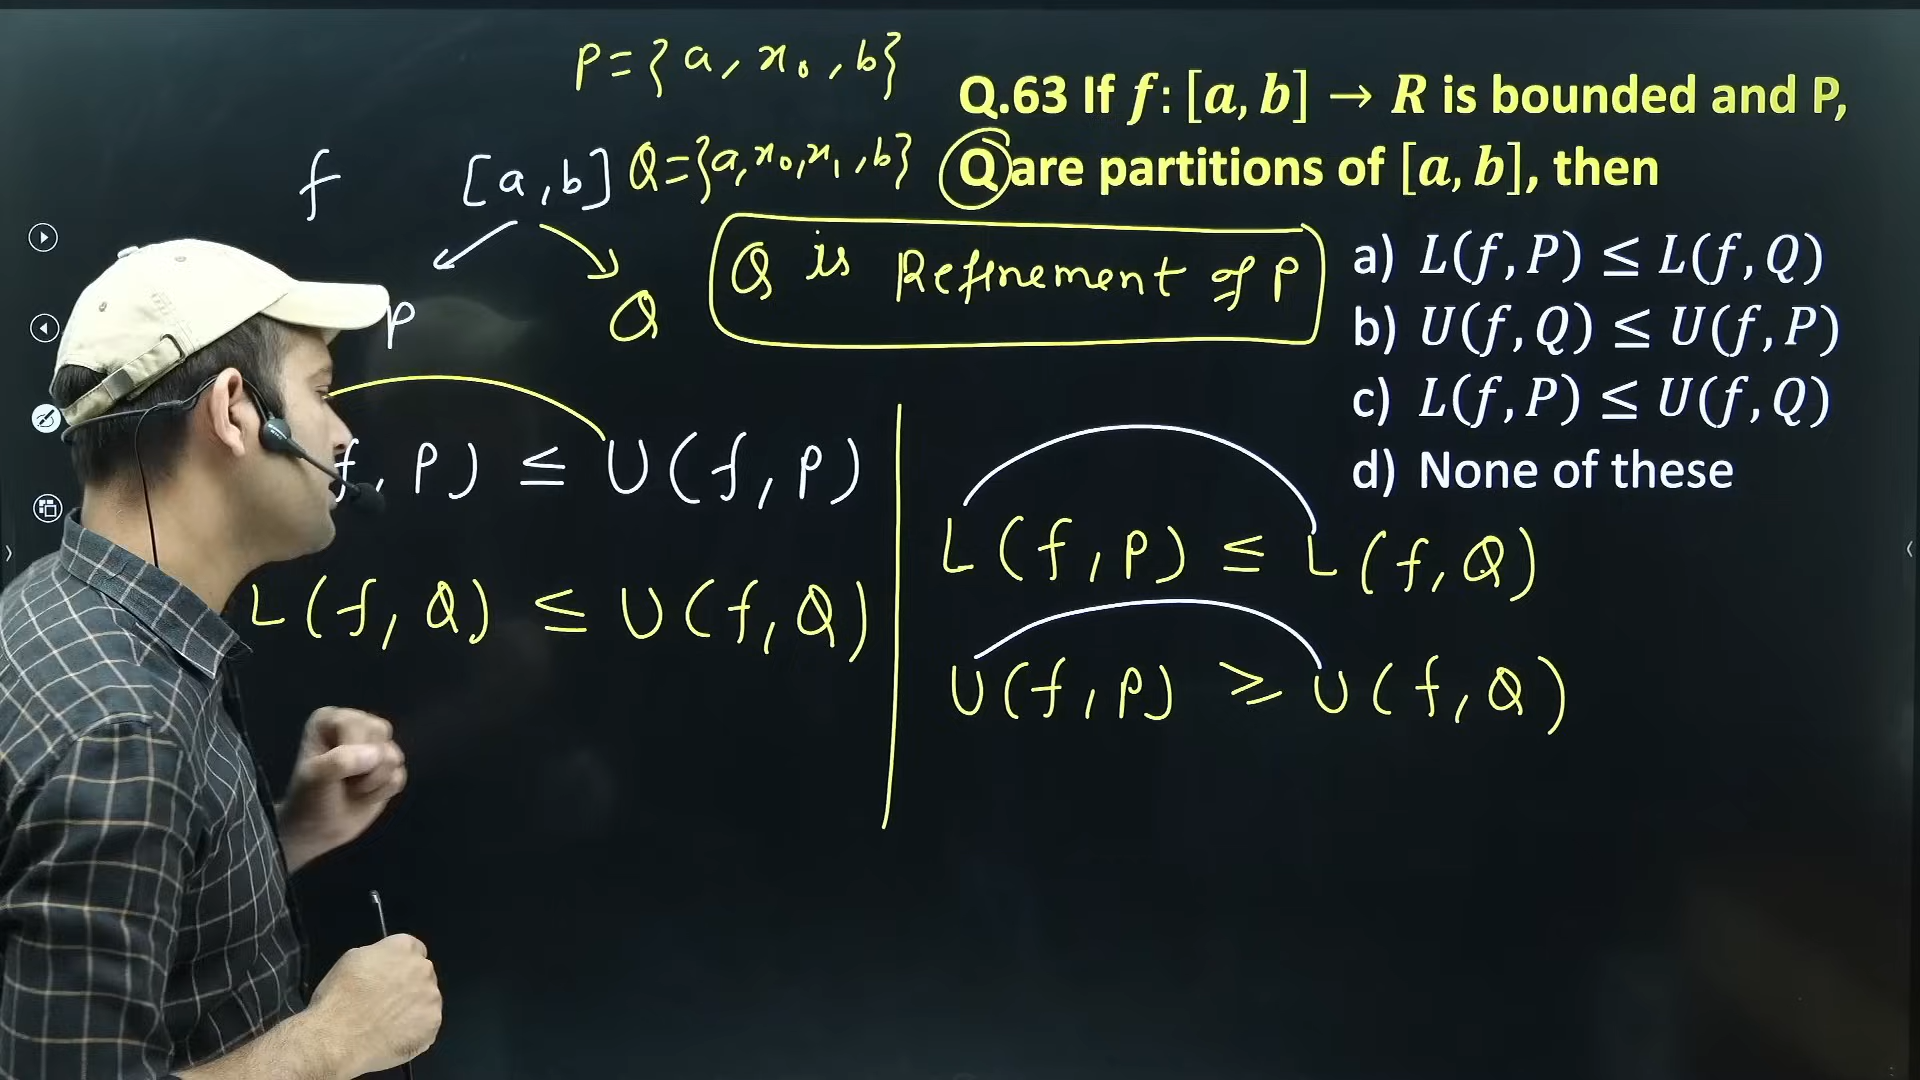 P={a, x₀, b}
Q.63 If f: [a, b] → R is bounded and P,
Q are partitions of [a, b], then
f [a, b] Q={a, x₀, x₁, b}
P Q
Q is Refinement of P
a) L(f, P) ≤ L(f, Q)
b) U(f, Q) ≤ U(f, P)
c) L(f, P) ≤ U(f, Q)
d) None of these
f, P) ≤ U(f, P)
L(f, Q) ≤ U(f, Q)
L(f, P) ≤ L(f, Q)
U(f, P) ≥ U(f, Q)